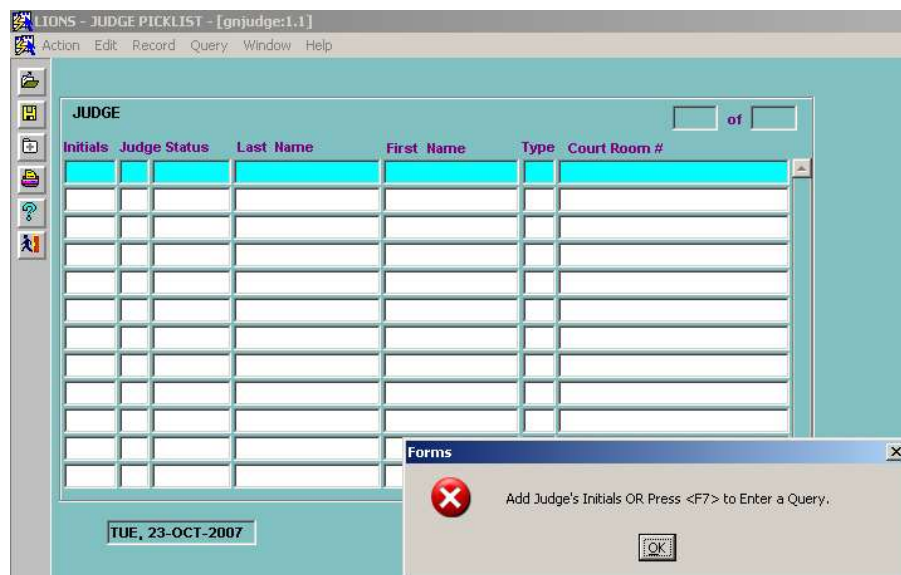 LIONS - JUDGE PICKLIST - [gnjudge:1.1]
Action Edit Record Query Window Help
JUDGE
of
Initials Judge Status Last Name First Name Type Court Room #
Forms
Add Judge's Initials OR Press <F7> to Enter a Query.
OK
TUE, 23-OCT-2007